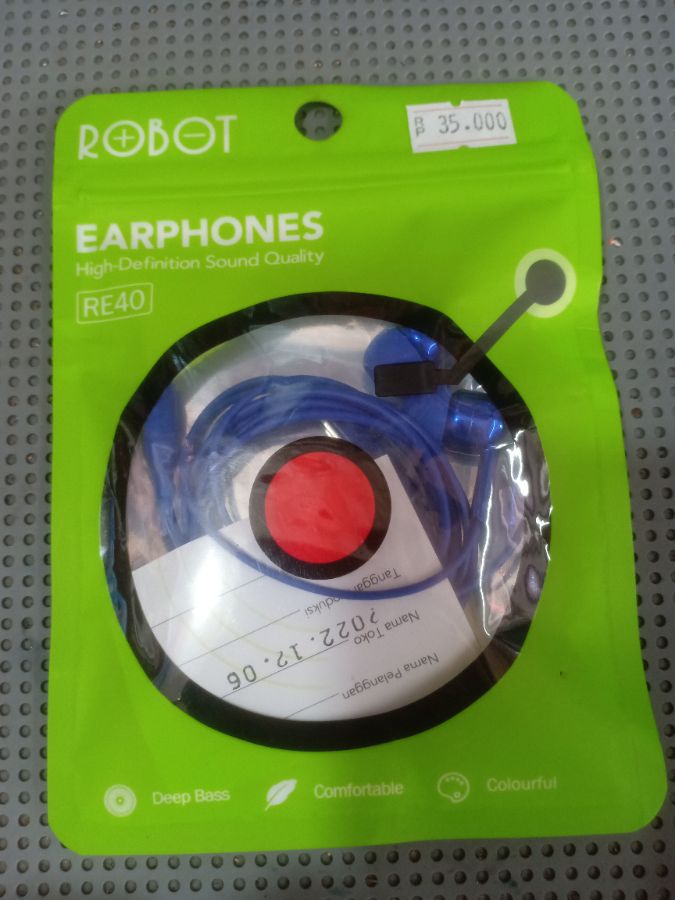 ROBOT
RP 35.000
EARPHONES
High-Definition Sound Quality
RE40
Nama Pelanggan
Nama Toko
2022.12.06
Deep Bass
Comfortable
Colourful